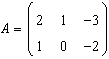 A = ( 2 1 −3
1 0 −2 )